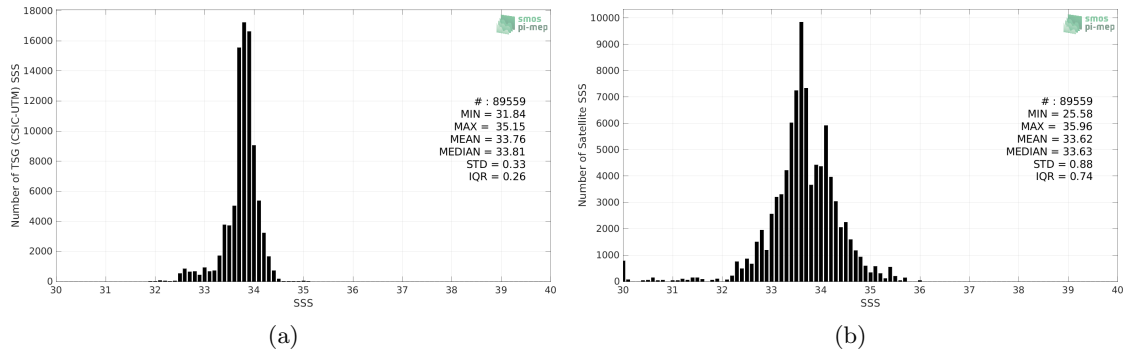 18000
16000
14000
12000
10000
8000
6000
4000
2000
0
Number of TSG (CSIC-UTM) SSS
smos
pi-mep
# : 89559
MIN = 31.84
MAX = 35.15
MEAN = 33.76
MEDIAN = 33.81
STD = 0.33
IQR = 0.26
30 31 32 33 34 35 36 37 38 39 40
SSS
(a)
10000
9000
8000
7000
6000
5000
4000
3000
2000
1000
0
Number of Satellite SSS
smos
pi-mep
# : 89559
MIN = 25.58
MAX = 35.96
MEAN = 33.62
MEDIAN = 33.63
STD = 0.88
IQR = 0.74
30 31 32 33 34 35 36 37 38 39 40
SSS
(b)